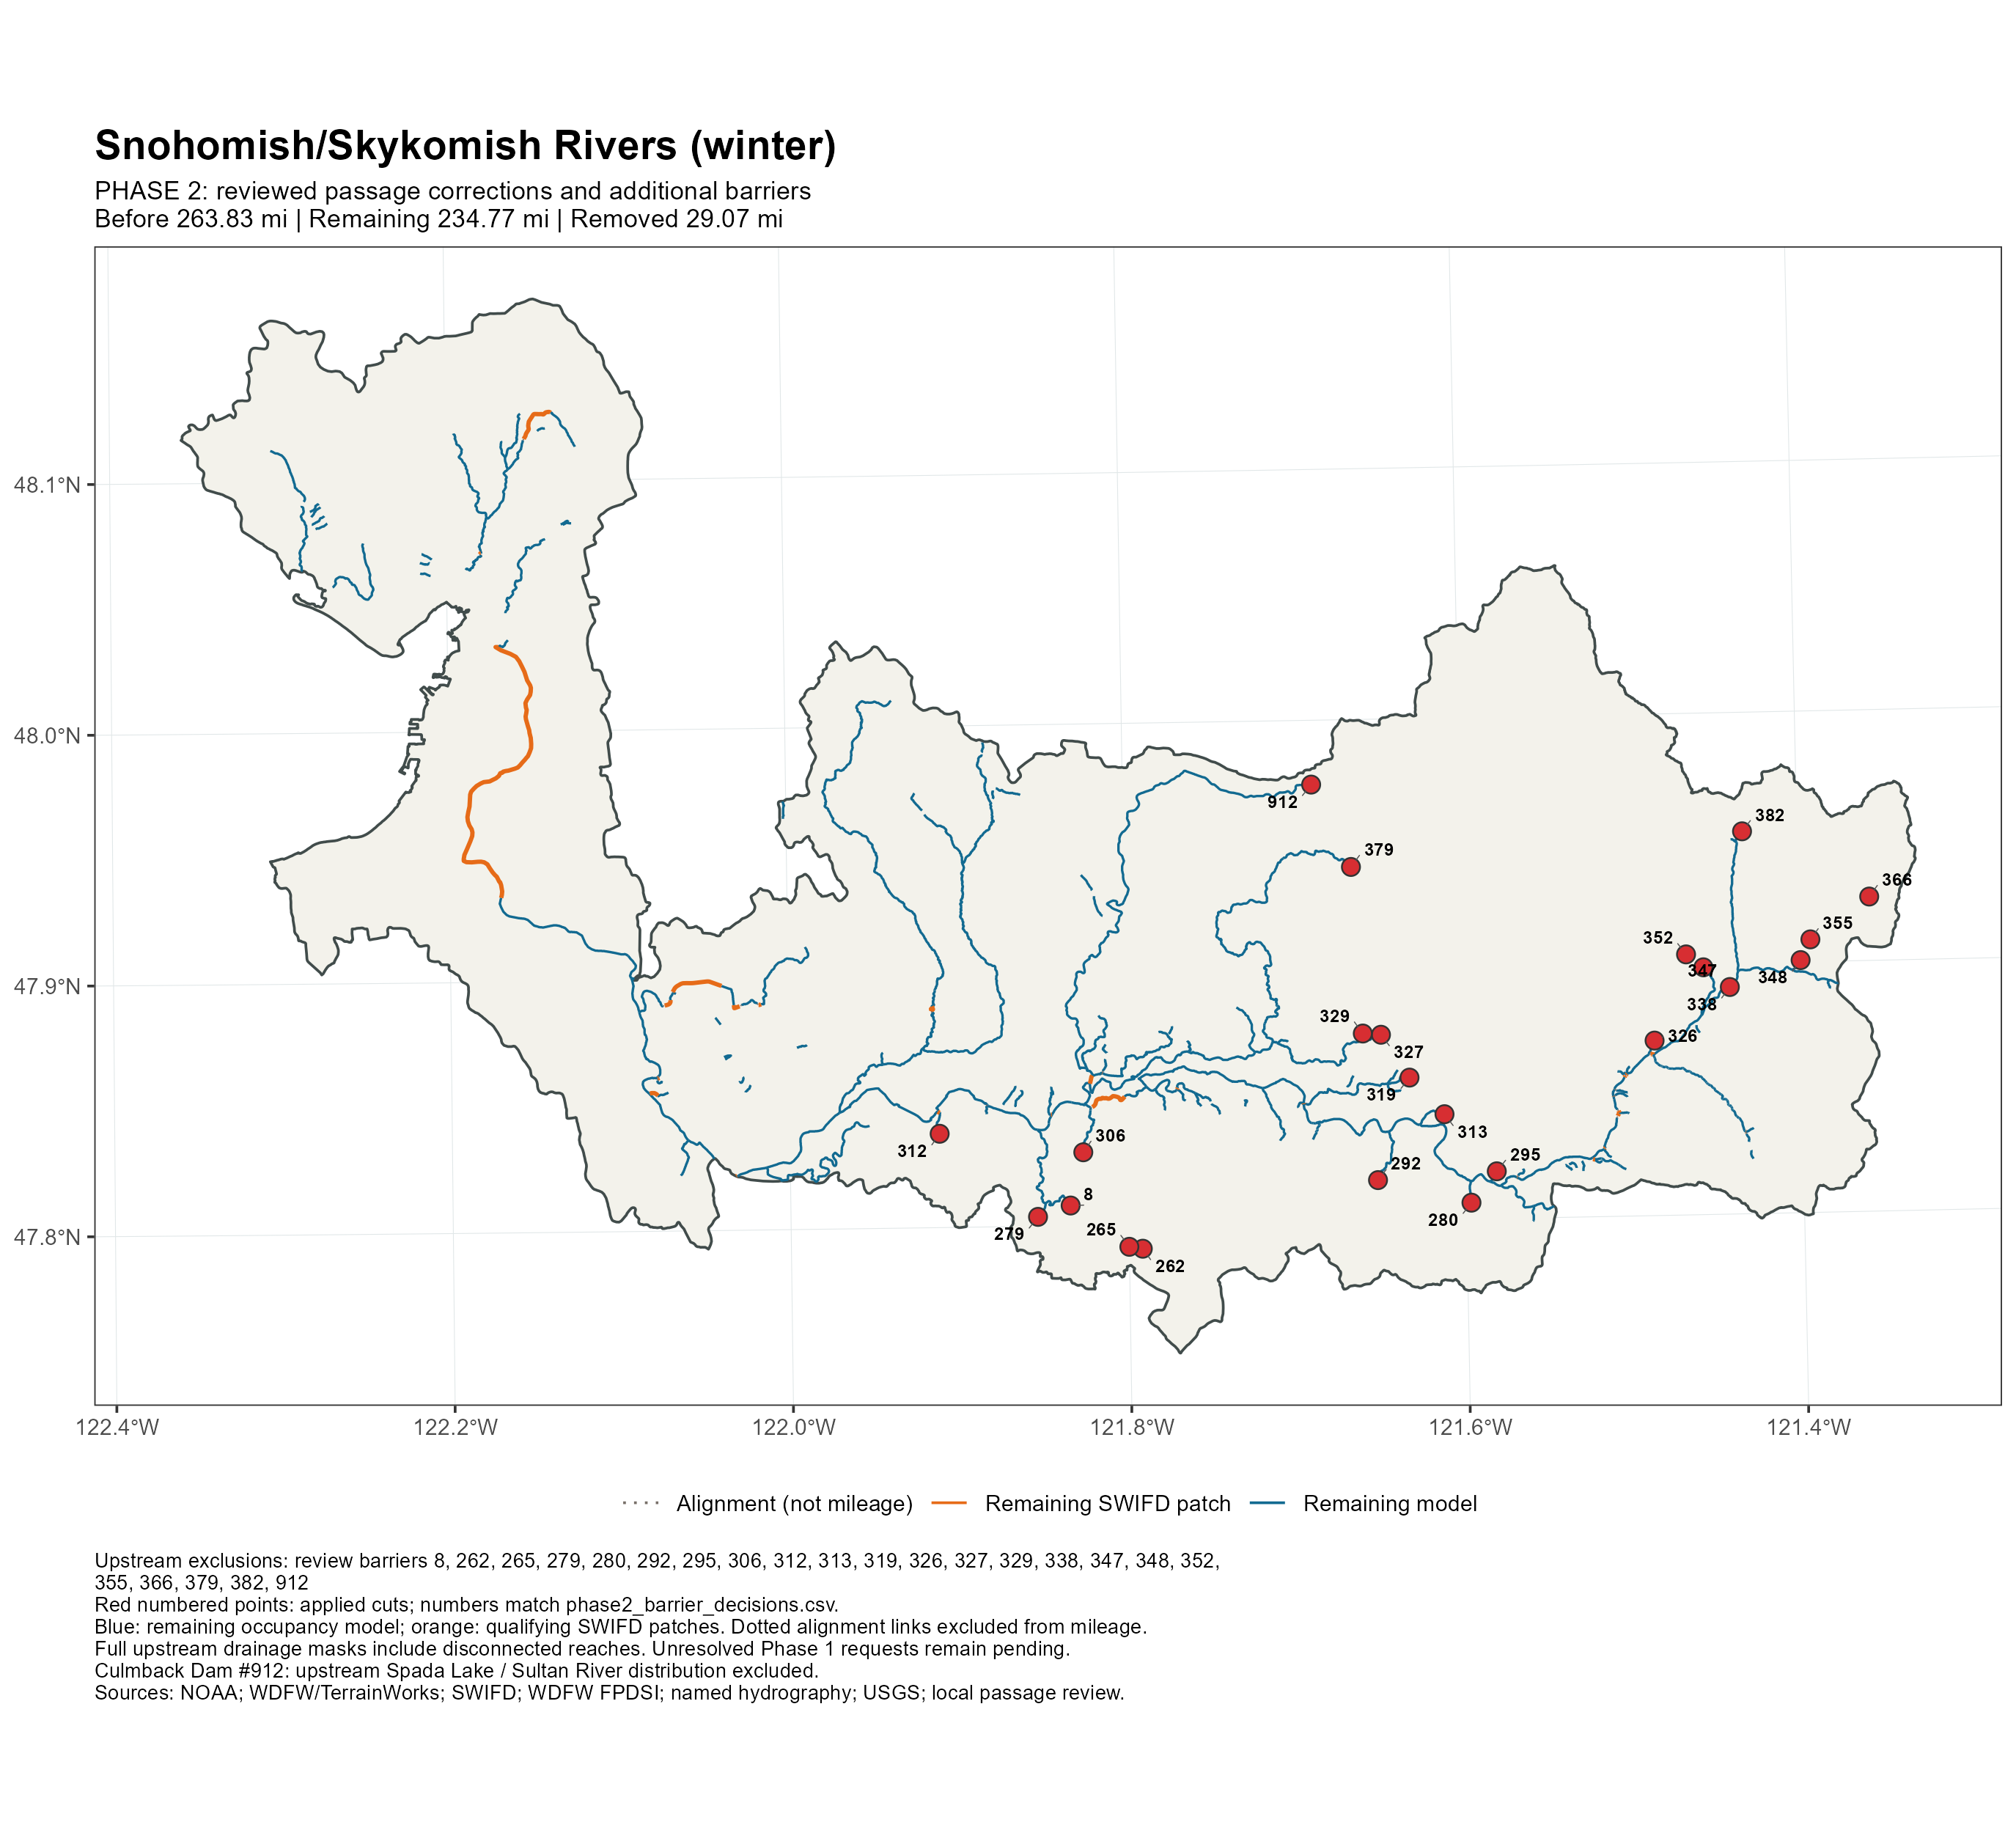 Snohomish/Skykomish Rivers (winter)
PHASE 2: reviewed passage corrections and additional barriers
Before 263.83 mi | Remaining 234.77 mi | Removed 29.07 mi
48.1°N
48.0°N
47.9°N
47.8°N
912
382
379
366
355
352
347
348
338
329
326
327
319
306
313
312
295
292
8
280
279
265
262
122.4°W
122.2°W
122.0°W
121.8°W
121.6°W
121.4°W
Alignment (not mileage)
Remaining SWIFD patch
Remaining model
Upstream exclusions: review barriers 8, 262, 265, 279, 280, 292, 295, 306, 312, 313, 319, 326, 327, 329, 338, 347, 348, 352,
355, 366, 379, 382, 912
Red numbered points: applied cuts; numbers match phase2_barrier_decisions.csv.
Blue: remaining occupancy model; orange: qualifying SWIFD patches. Dotted alignment links excluded from mileage.
Full upstream drainage masks include disconnected reaches. Unresolved Phase 1 requests remain pending.
Culmback Dam #912: upstream Spada Lake / Sultan River distribution excluded.
Sources: NOAA; WDFW/TerrainWorks; SWIFD; WDFW FPDSI; named hydrography; USGS; local passage review.